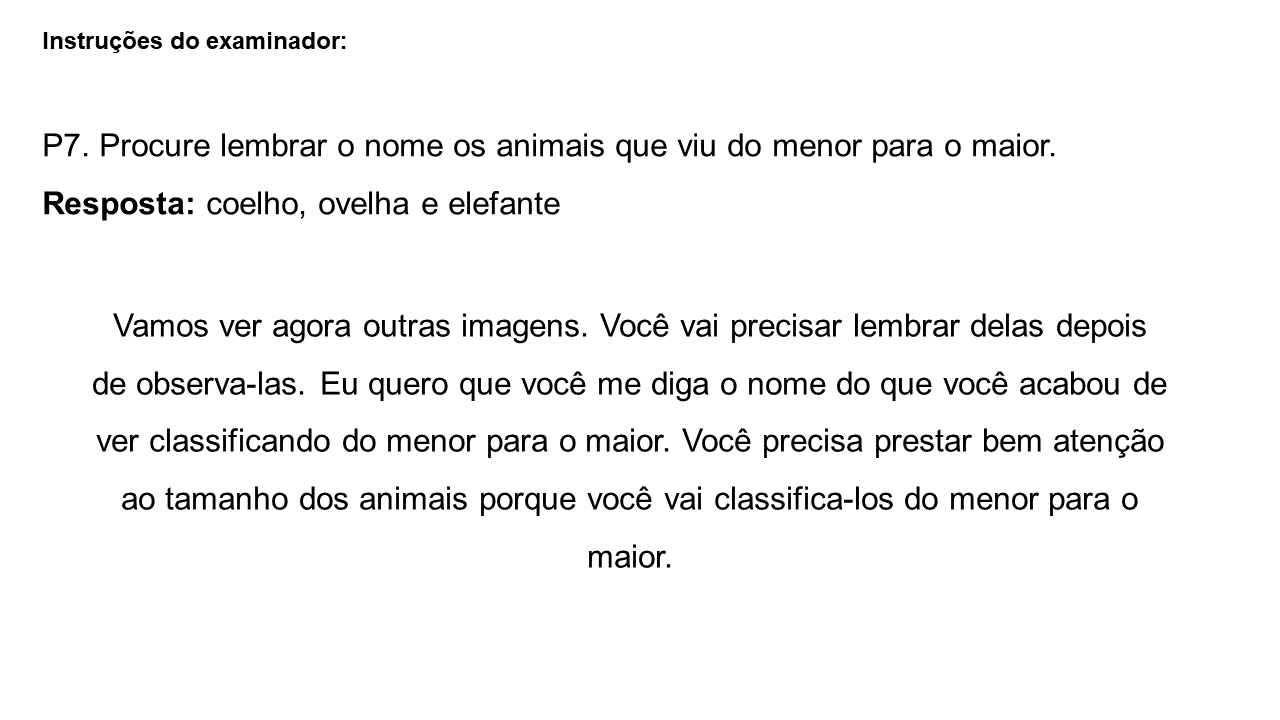 Instruções do examinador:
P7. Procure lembrar o nome os animais que viu do menor para o maior.
Resposta: coelho, ovelha e elefante
Vamos ver agora outras imagens. Você vai precisar lembrar delas depois
de observa-las. Eu quero que você me diga o nome do que você acabou de
ver classificando do menor para o maior. Você precisa prestar bem atenção
ao tamanho dos animais porque você vai classifica-los do menor para o
maior.